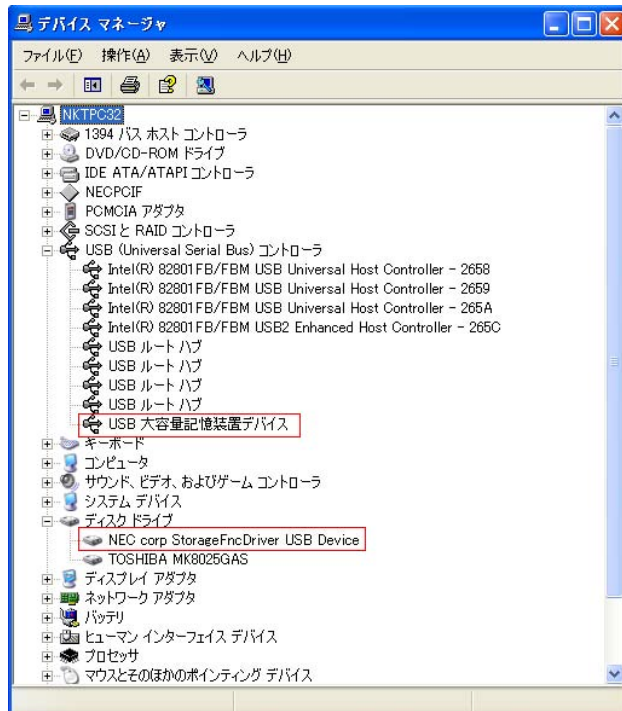 デバイス マネージャ
ファイル(F) 操作(A) 表示(V) ヘルプ(H)
NKTPC32
1394 バス ホスト コントローラ
DVD/CD-ROM ドライブ
IDE ATA/ATAPI コントローラ
NECPCIF
PCMCIA アダプタ
SCSI と RAID コントローラ
USB (Universal Serial Bus) コントローラ
Intel(R) 82801FB/FBM USB Universal Host Controller - 2658
Intel(R) 82801FB/FBM USB Universal Host Controller - 2659
Intel(R) 82801FB/FBM USB Universal Host Controller - 265A
Intel(R) 82801FB/FBM USB2 Enhanced Host Controller - 265C
USB ルート ハブ
USB ルート ハブ
USB ルート ハブ
USB ルート ハブ
USB 大容量記憶装置デバイス
キーボード
コンピュータ
サウンド、ビデオ、およびゲーム コントローラ
システム デバイス
ディスク ドライブ
NEC corp StorageFncDriver USB Device
TOSHIBA MK8025GAS
ディスプレイ アダプタ
ネットワーク アダプタ
バッテリ
ヒューマン インターフェイス デバイス
プロセッサ
マウスとそのほかのポインティング デバイス